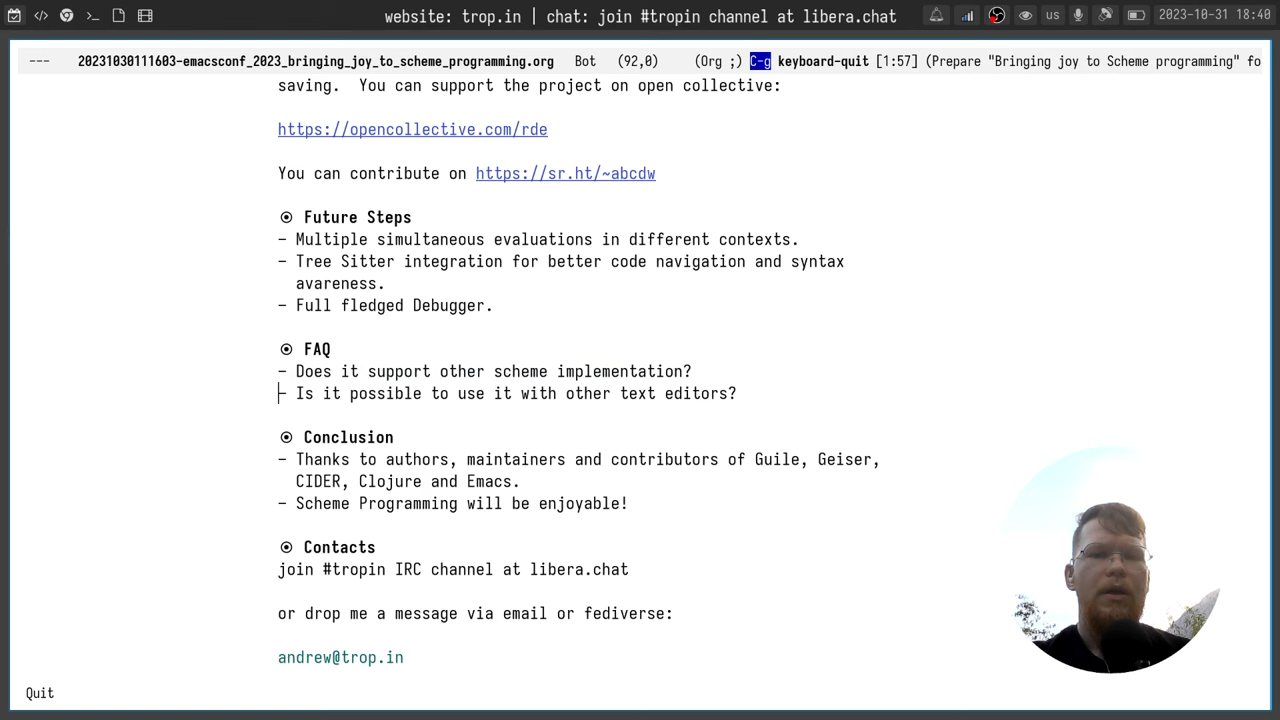 website: trop.in | chat: join #tropin channel at libera.chat
us
2023-10-31 18:40
--- 20231030111603-emacsconf_2023_bringing_joy_to_scheme_programming.org Bot (92,0) (Org ;) C-g keyboard-quit [1:57] (Prepare "Bringing joy to Scheme programming" fo
saving. You can support the project on open collective:
https://opencollective.com/rde
You can contribute on https://sr.ht/~abcdw
Future Steps
- Multiple simultaneous evaluations in different contexts.
- Tree Sitter integration for better code navigation and syntax
avareness.
- Full fledged Debugger.
FAQ
- Does it support other scheme implementation?
- Is it possible to use it with other text editors?
Conclusion
- Thanks to authors, maintainers and contributors of Guile, Geiser,
CIDER, Clojure and Emacs.
- Scheme Programming will be enjoyable!
Contacts
join #tropin IRC channel at libera.chat
or drop me a message via email or fediverse:
andrew@trop.in
Quit